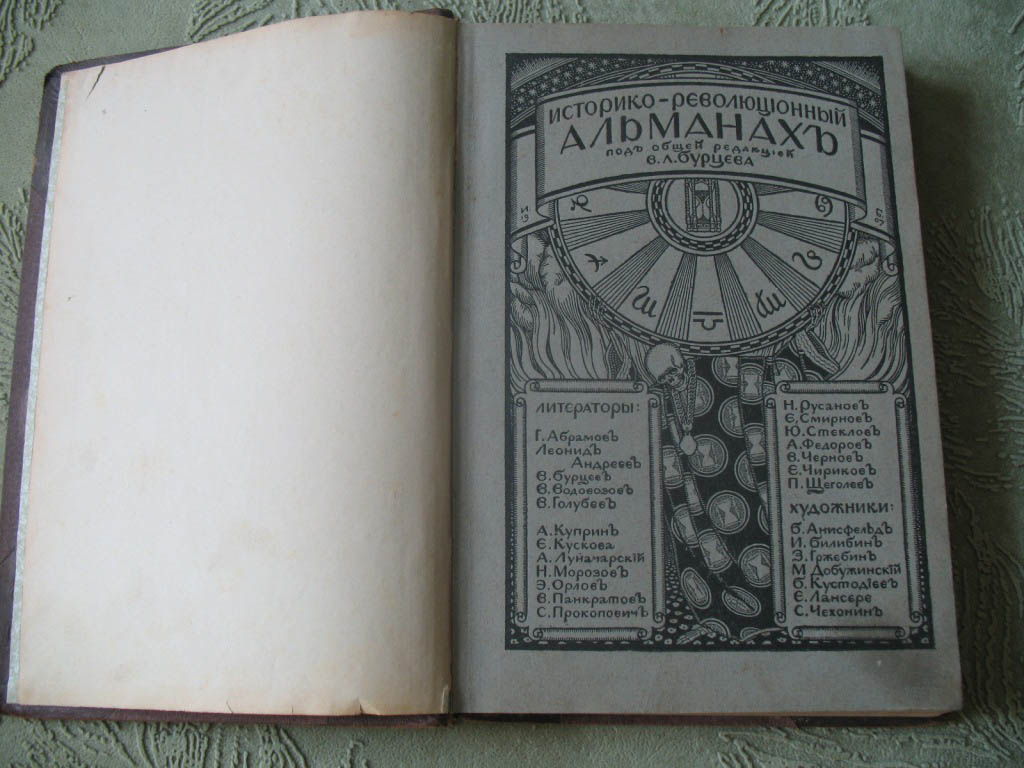 ИСТОРИКО-РЕВОЛЮЦІОННЫЙ
АЛЬМАНАХЪ
ПОДЪ ОБЩЕЙ РЕДАКЦІЕЙ
В.Л.БУРЦЕВА
ЛИТЕРАТОРЫ:
Г. Абрамовъ
Леонидъ
Андреевъ
В. Бурцевъ
В. Водовозовъ
В. Голубевъ
А. Купринъ
Е. Кускова
А. Луначарскій
Н. Морозовъ
Э. Орловъ
В. Панкратовъ
С. Прокоповичъ
Н. Русановъ
Е. Смирновъ
Ю. Стекловъ
А. Федоровъ
В. Черновъ
Е. Чириковъ
П. Щеголевъ
ХУДОЖНИКИ:
Б. Анисфельдъ
И. Билибинъ
З. Гржебинъ
М Добужинскій
Б. Кустодіевъ
Е. Лансере
С. Чехонинъ